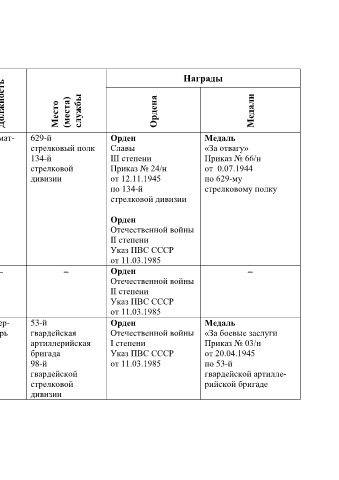 Должность
Место
(места)
службы
Награды
Ордена
Медали
мат-
629-й
стрелковый полк
134-й
стрелковой
дивизии
Орден
Славы
III степени
Приказ № 24/н
от 12.11.1945
по 134-й
стрелковой дивизии
Орден
Отечественной войны
II степени
Указ ПВС СССР
от 11.03.1985
Медаль
«За отвагу»
Приказ № 66/н
от 0.07.1944
по 629-му
стрелковому полку
–
–
Орден
Отечественной войны
II степени
Указ ПВС СССР
от 11.03.1985
–
ер-
рь
53-й
гвардейская
артиллерийская
бригада
98-й
гвардейской
стрелковой
дивизии
Орден
Отечественной войны
I степени
Указ ПВС СССР
от 11.03.1985
Медаль
«За боевые заслуги
Приказ № 03/н
от 20.04.1945
по 53-й
гвардейской артилле-
рийской бригаде